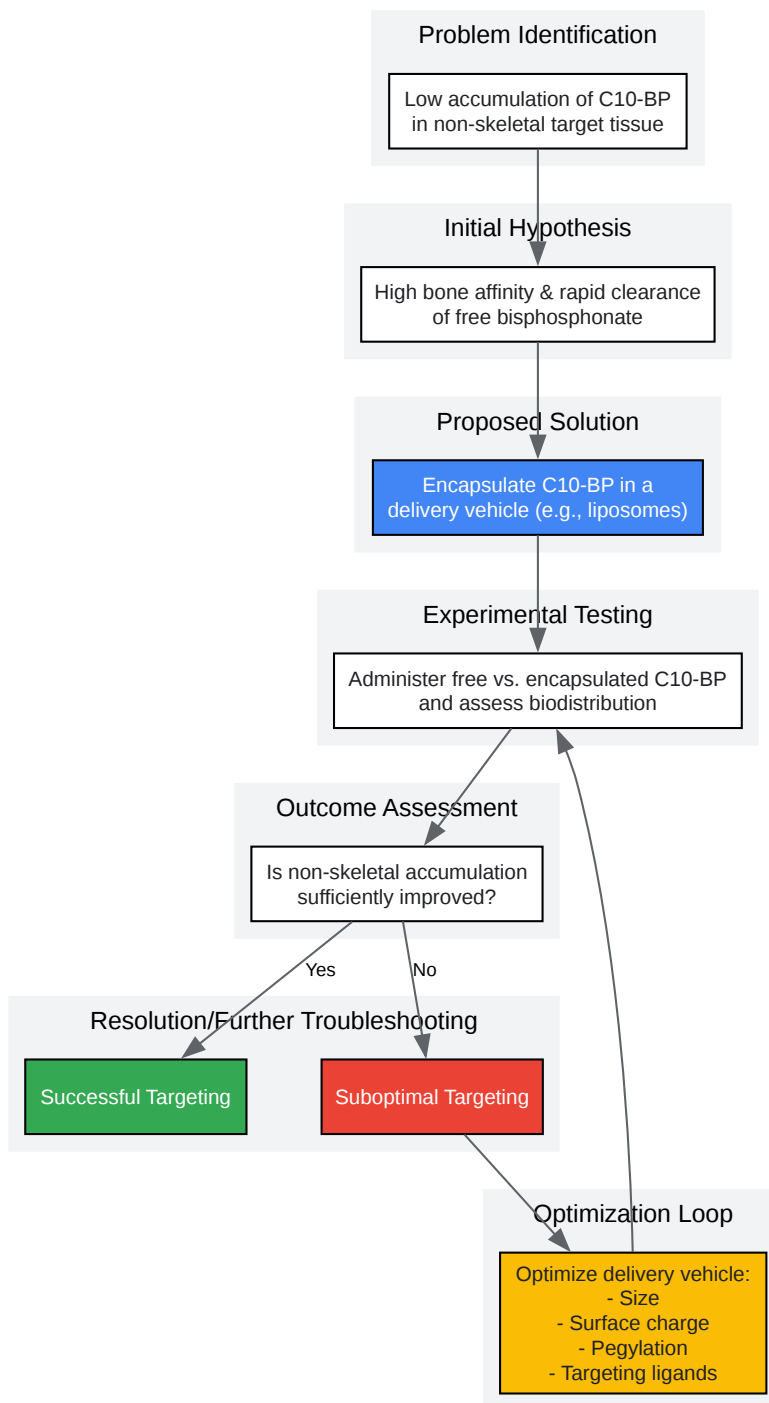 Problem Identification
Low accumulation of C10-BP
in non-skeletal target tissue
Initial Hypothesis
High bone affinity & rapid clearance
of free bisphosphonate
Proposed Solution
Encapsulate C10-BP in a
delivery vehicle (e.g., liposomes)
Experimental Testing
Administer free vs. encapsulated C10-BP
and assess biodistribution
Outcome Assessment
Is non-skeletal accumulation
sufficiently improved?
Yes
No
Resolution/Further Troubleshooting
Successful Targeting
Suboptimal Targeting
Optimization Loop
Optimize delivery vehicle:
- Size
- Surface charge
- Pegylation
- Targeting ligands